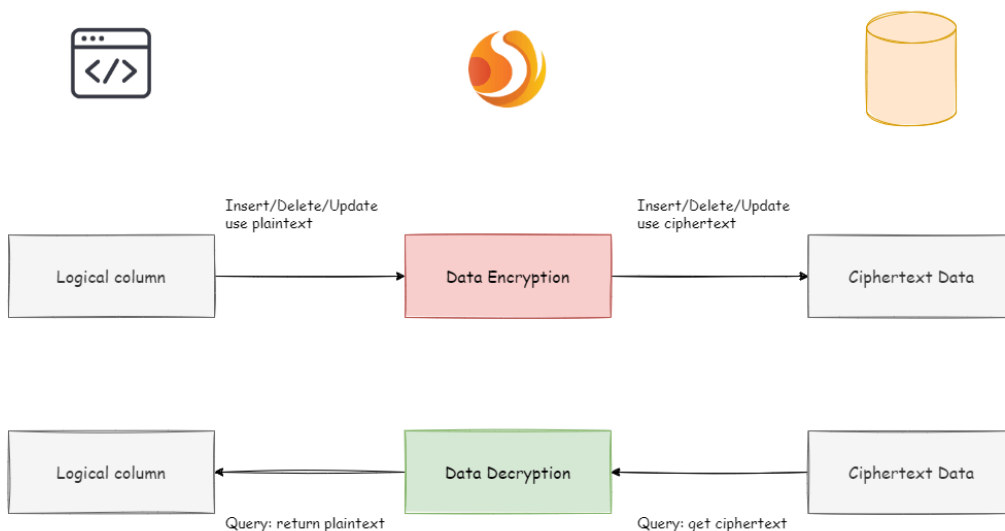 </>
Insert/Delete/Update
use plaintext
Insert/Delete/Update
use ciphertext
Logical column
Data Encryption
Ciphertext Data
Logical column
Data Decryption
Ciphertext Data
Query: return plaintext
Query: get ciphertext